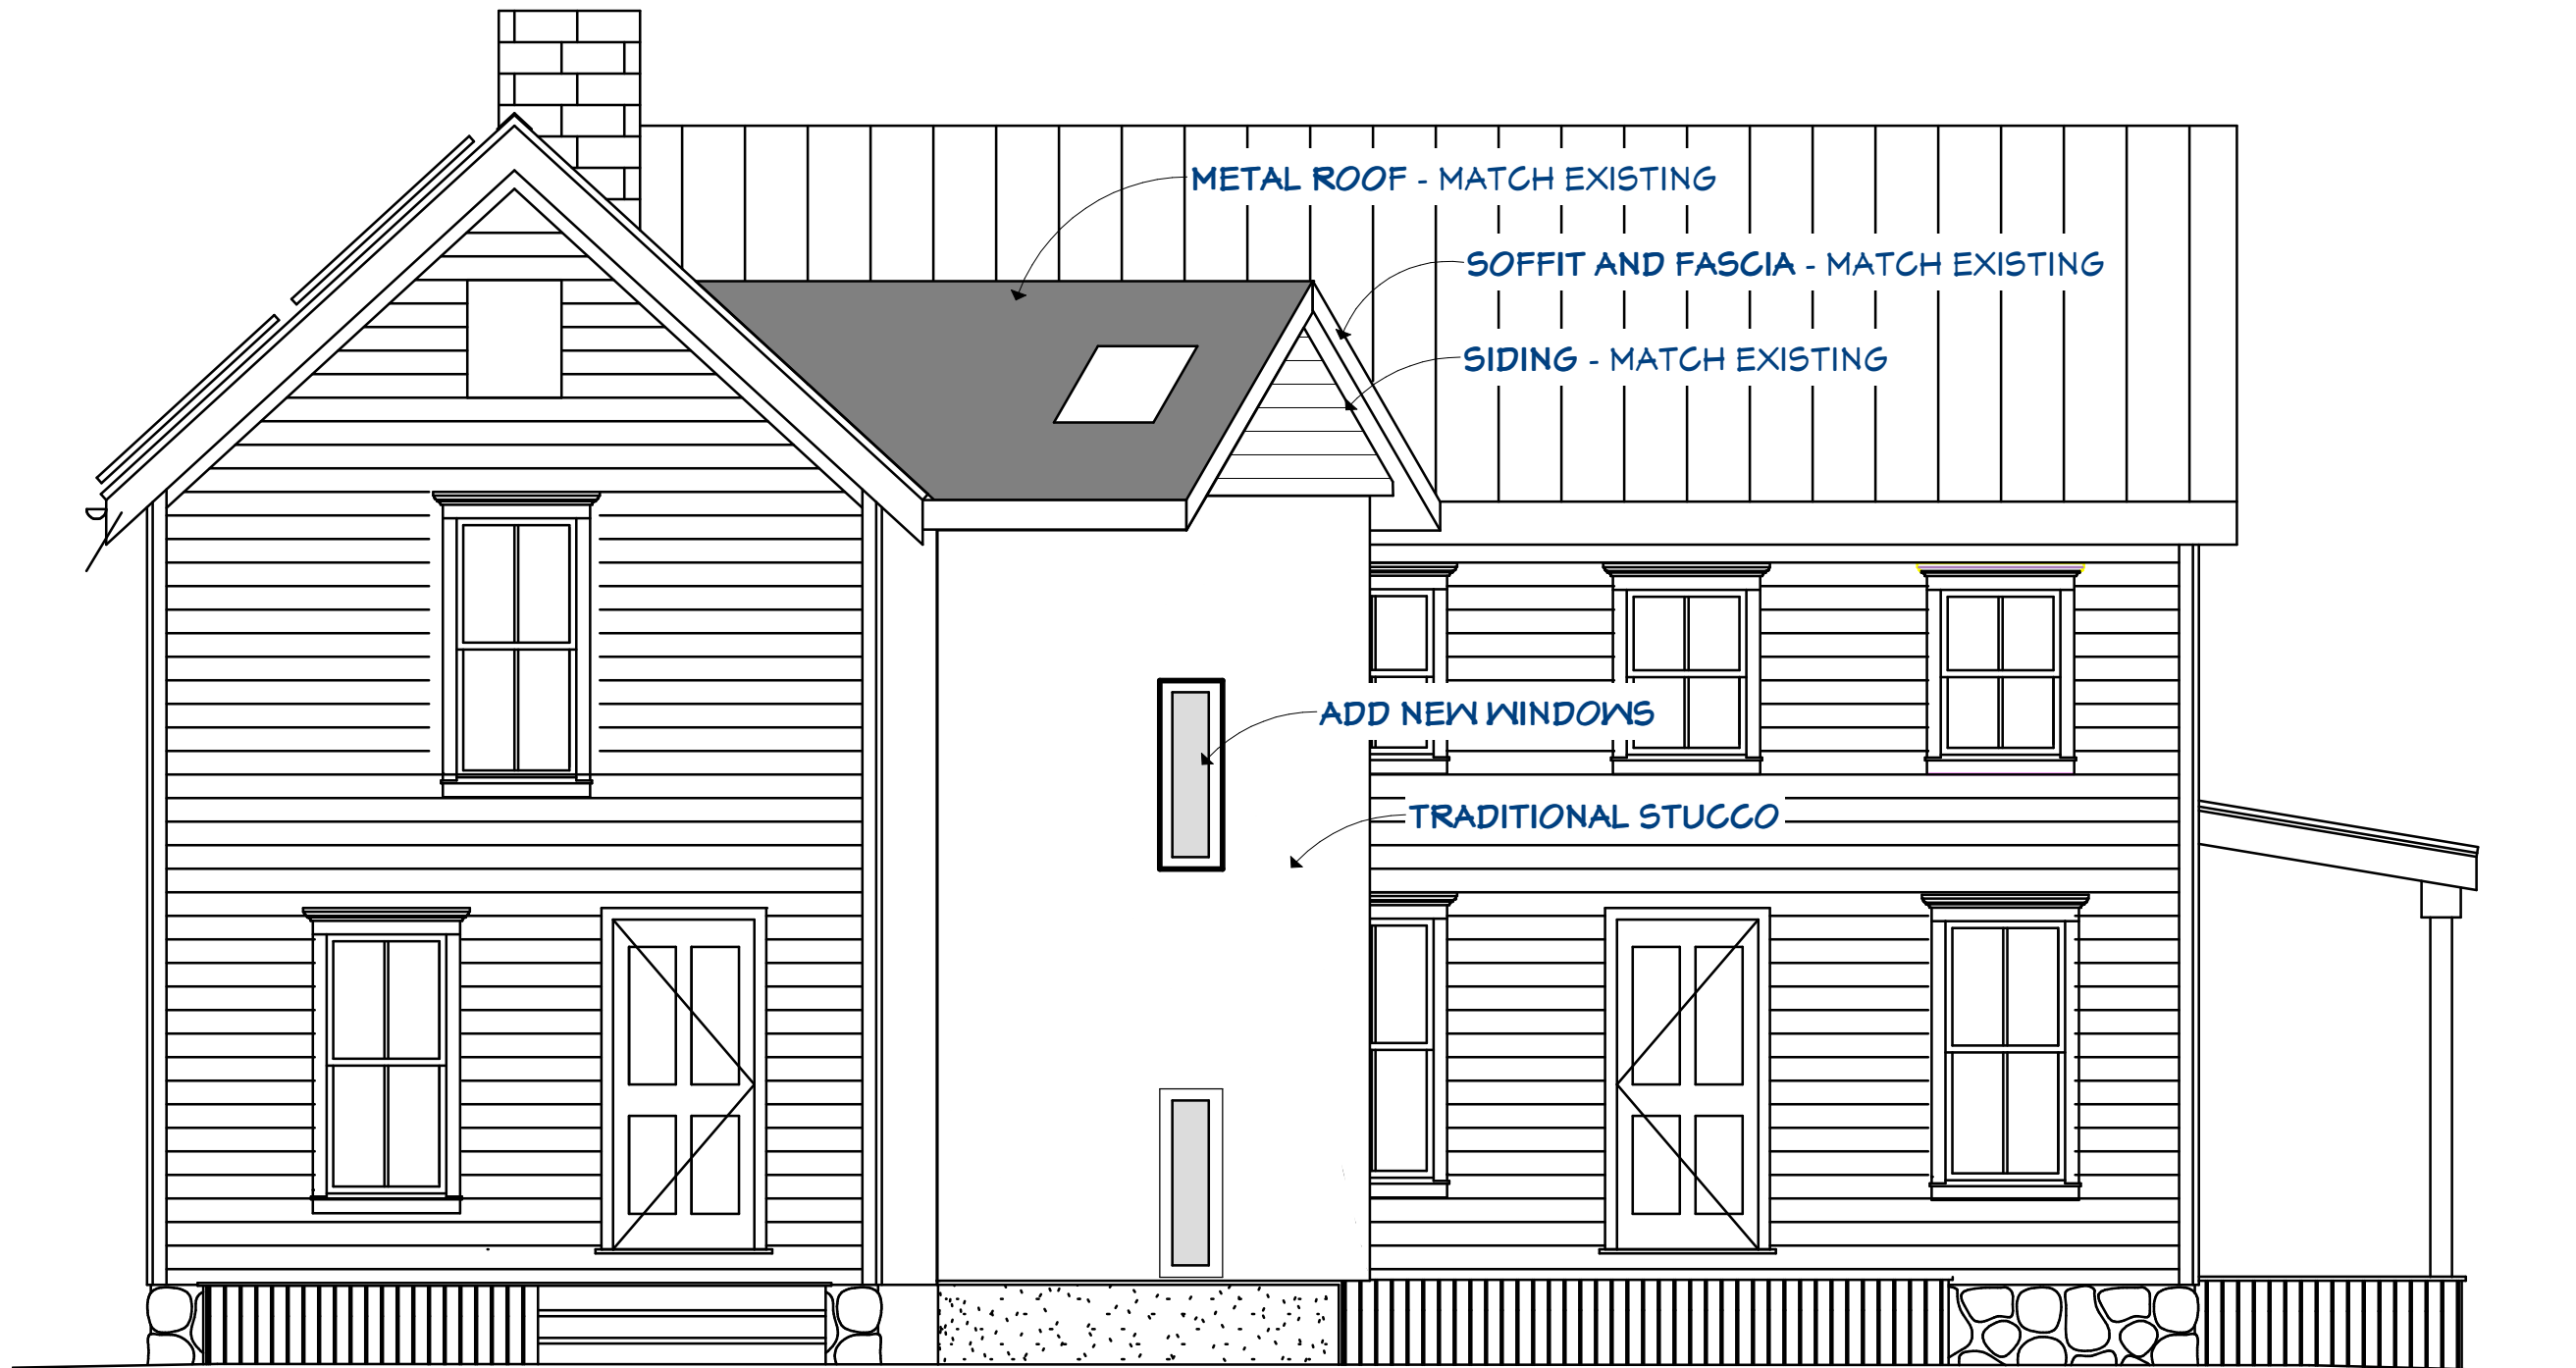 METAL ROOF - MATCH EXISTING
SOFFIT AND FASCIA - MATCH EXISTING
SIDING - MATCH EXISTING
ADD NEW WINDOWS
TRADITIONAL STUCCO